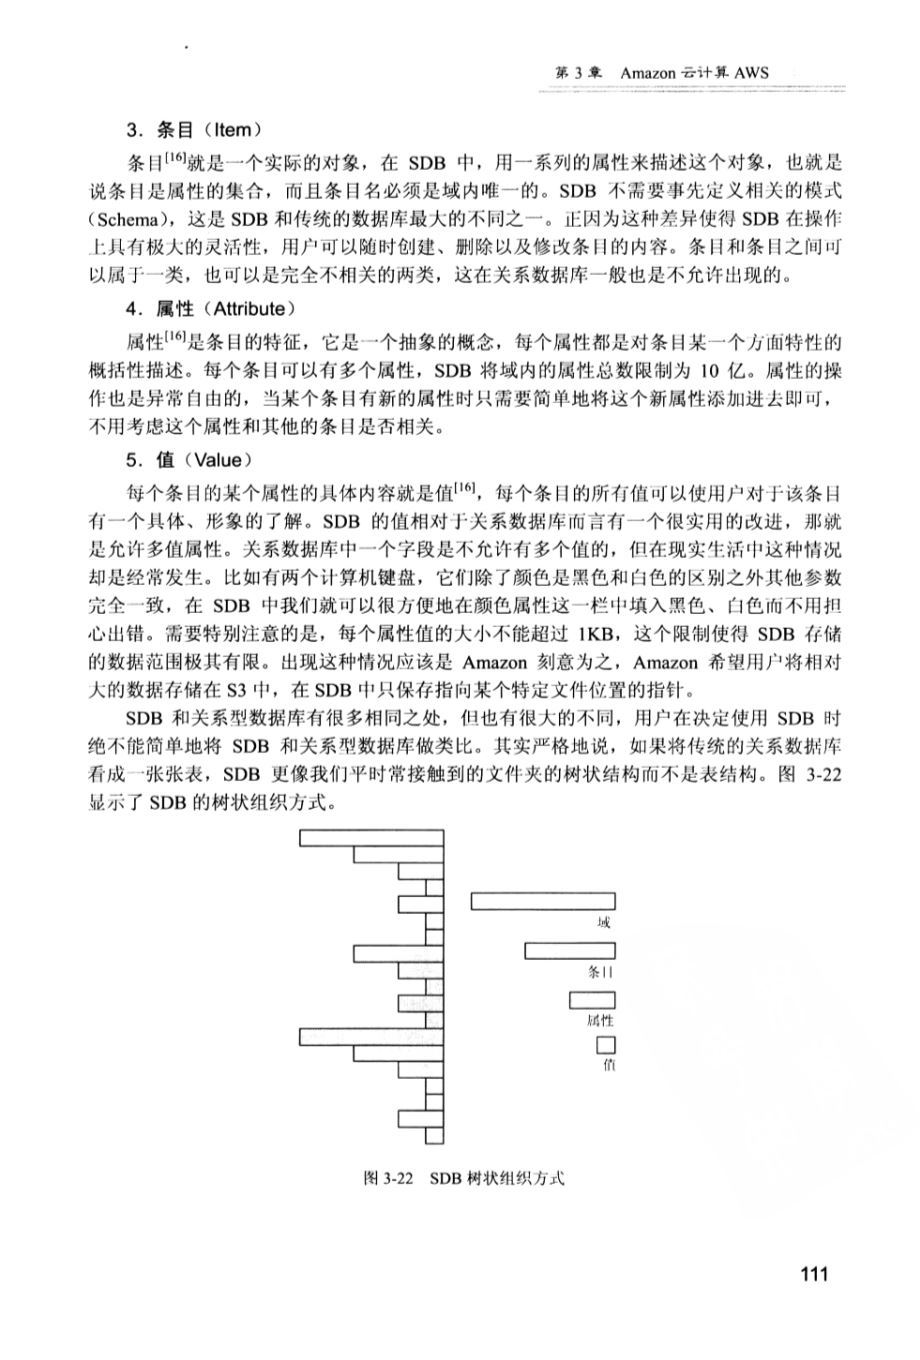 第 3 章 Amazon 云计算 AWS
3．条目（Item）
条目[16]就是一个实际的对象，在 SDB 中，用一系列的属性来描述这个对象，也就是
说条目是属性的集合，而且条目名必须是域内唯一的。SDB 不需要事先定义相关的模式
（Schema），这是 SDB 和传统的数据库最大的不同之一。正因为这种差异使得 SDB 在操作
上具有极大的灵活性，用户可以随时创建、删除以及修改条目的内容。条目和条目之间可
以属于一类，也可以是完全不相关的两类，这在关系数据库一般也是不允许出现的。
4．属性（Attribute）
属性[16]是条目的特征，它是一个抽象的概念，每个属性都是对条目某一个方面特性的
概括性描述。每个条目可以有多个属性，SDB 将域内的属性总数限制为 10 亿。属性的操
作也是异常自由的，当某个条目有新的属性时只需要简单地将这个新属性添加进去即可，
不用考虑这个属性和其他的条目是否相关。
5．值（Value）
每个条目的某个属性的具体内容就是值[16]，每个条目的所有值可以使用户对于该条目
有一个具体、形象的了解。SDB 的值相对于关系数据库而言有一个很实用的改进，那就
是允许多值属性。关系数据库中一个字段是不允许有多个值的，但在现实生活中这种情况
却是经常发生。比如有两个计算机键盘，它们除了颜色是黑色和白色的区别之外其他参数
完全一致，在 SDB 中我们就可以很方便地在颜色属性这一栏中填入黑色、白色而不用担
心出错。需要特别注意的是，每个属性值的大小不能超过 1KB，这个限制使得 SDB 存储
的数据范围极其有限。出现这种情况应该是 Amazon 刻意为之，Amazon 希望用户将相对
大的数据存储在 S3 中，在 SDB 中只保存指向某个特定文件位置的指针。
SDB 和关系型数据库有很多相同之处，但也有很大的不同，用户在决定使用 SDB 时
绝不能简单地将 SDB 和关系型数据库做类比。其实严格地说，如果将传统的关系数据库
看成一张张表，SDB 更像我们平时常接触到的文件夹的树状结构而不是表结构。图 3-22
显示了 SDB 的树状组织方式。
域
条目
属性
值
图 3-22 SDB 树状组织方式
111